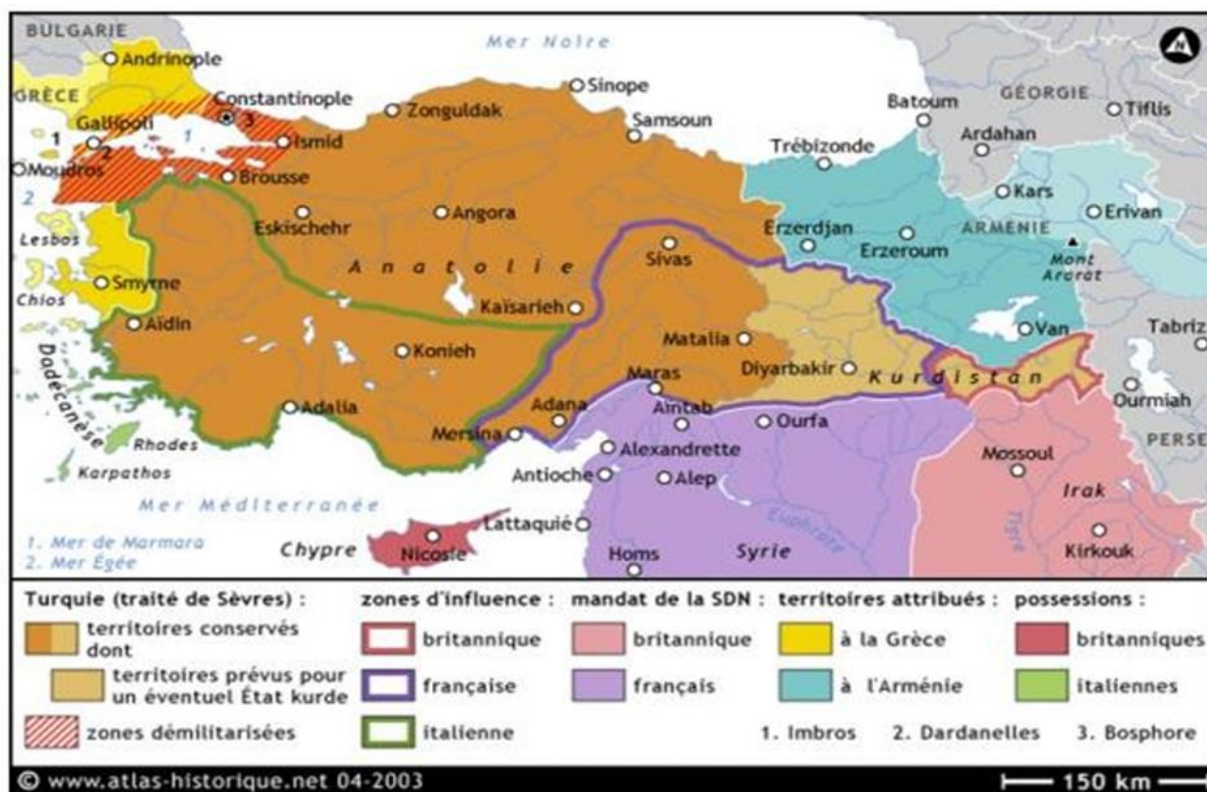 BULGARIE
Andrinople
GRÈCE
Constantinople
3
1
Gallipoli
2
1
Ismid
Moudros
Brousse
2
Lesbos
Chios
Smyrne
Aïdin
Dodécanèse
Rhodes
Karpathos
Mer Noire
Zonguldak
Sinope
Samsoun
Eskischehr
Angora
Anatolie
Sivas
Kaïsarieh
Konieh
Adalia
Mersina
Adana
Maras
Matalia
Diyarbakir
Kurdistan
Trébizonde
Batoum
Erzerdjan
Erzeroum
ARMÉNIE
Van
GÉORGIE
Tiflis
Ardahan
Kars
Erivan
Mont
Ararat
Tabriz
Ourmiah
PERSE
Aïntab
Ourfa
Alexandrette
Antioche
Alep
Lattaquié
Homs
Syrie
Euphrate
Mossoul
Irak
Tigre
Kirkouk
Mer Méditerranée
Chypre
Nicosie
1. Mer de Marmara
2. Mer Égée
N
Turquie (traité de Sèvres) :
territoires conservés
dont
territoires prévus pour
un éventuel État kurde
zones démilitarisées
zones d'influence :
britannique
française
italienne
mandat de la SDN :
britannique
français
territoires attribués :
à la Grèce
à l'Arménie
possessions :
britanniques
italiennes
1. Imbros 2. Dardanelles 3. Bosphore
© www.atlas-historique.net 04-2003
150 km